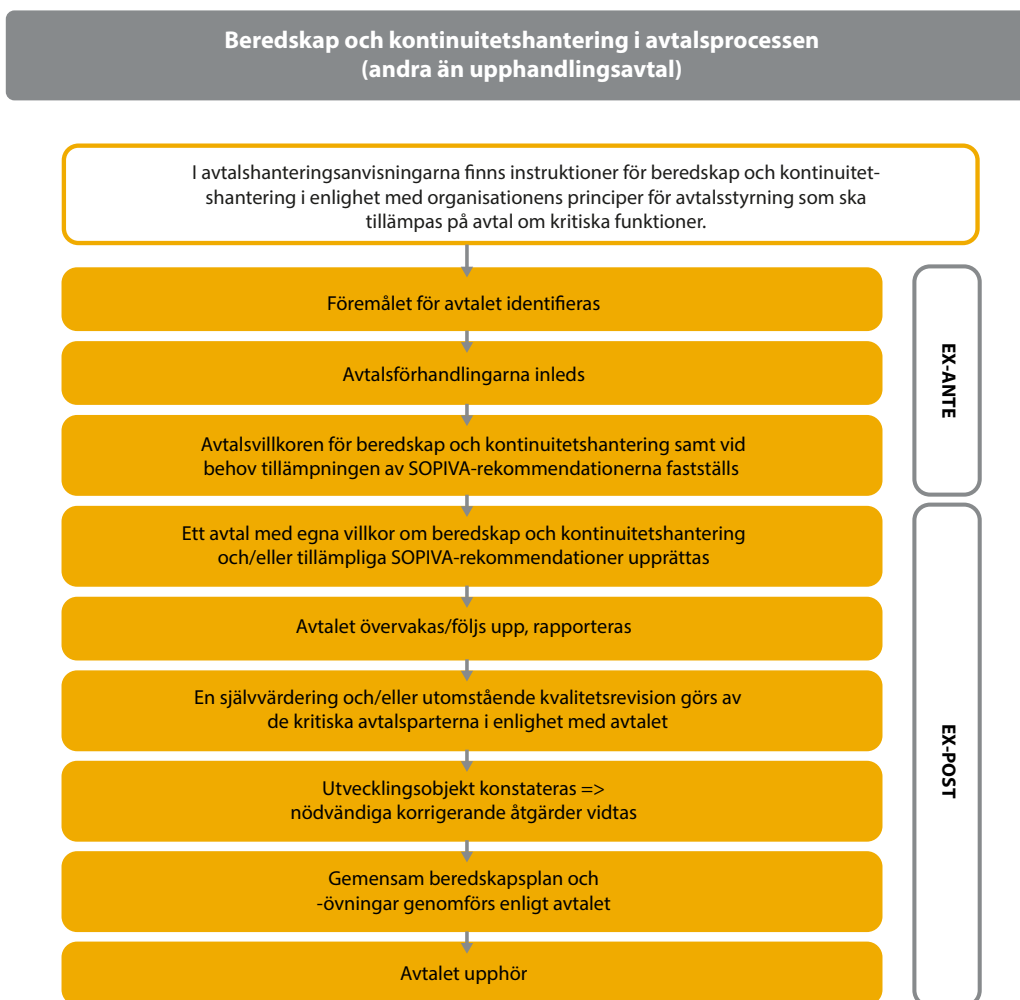 Beredskap och kontinuitetshantering i avtalsprocessen
(andra än upphandlingsavtal)
I avtalshanteringsanvisningarna finns instruktioner för beredskap och kontinuitet-
shantering i enlighet med organisationens principer för avtalsstyrning som ska
tillämpas på avtal om kritiska funktioner.
Föremålet för avtalet identifieras
Avtalsförhandlingarna inleds
Avtalsvillkoren för beredskap och kontinuitetshantering samt vid
behov tillämpningen av SOPIVA-rekommendationerna fastställs
EX-ANTE
Ett avtal med egna villkor om beredskap och kontinuitetshantering
och/eller tillämpliga SOPIVA-rekommendationer upprättas
Avtalet övervakas/följs upp, rapporteras
En självvärdering och/eller utomstående kvalitetsrevision görs av
de kritiska avtalsparterna i enlighet med avtalet
Utvecklingsobjekt konstateras =>
nödvändiga korrigerande åtgärder vidtas
Gemensam beredskapsplan och
-övningar genomförs enligt avtalet
Avtalet upphör
EX-POST